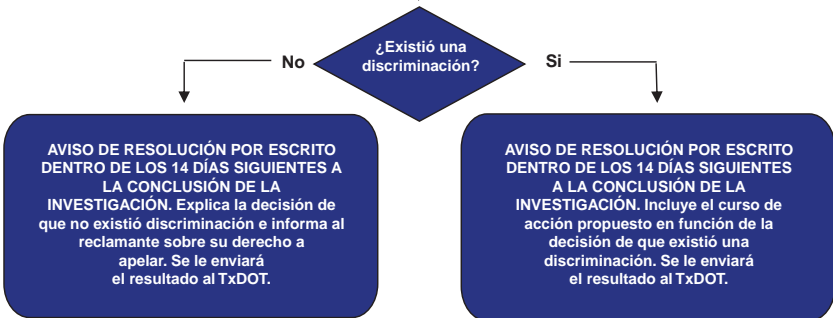 ¿Existió una
discriminación?
No
Si
AVISO DE RESOLUCIÓN POR ESCRITO
DENTRO DE LOS 14 DÍAS SIGUIENTES A
LA CONCLUSIÓN DE LA
INVESTIGACIÓN. Explica la decisión de
que no existió discriminación e informa al
reclamante sobre su derecho a
apelar. Se le enviará
el resultado al TxDOT.
AVISO DE RESOLUCIÓN POR ESCRITO
DENTRO DE LOS 14 DÍAS SIGUIENTES
A LA CONCLUSIÓN DE LA
INVESTIGACIÓN. Incluye el curso de
acción propuesto en función de la
decisión de que existió una
discriminación. Se le enviará
el resultado al TxDOT.